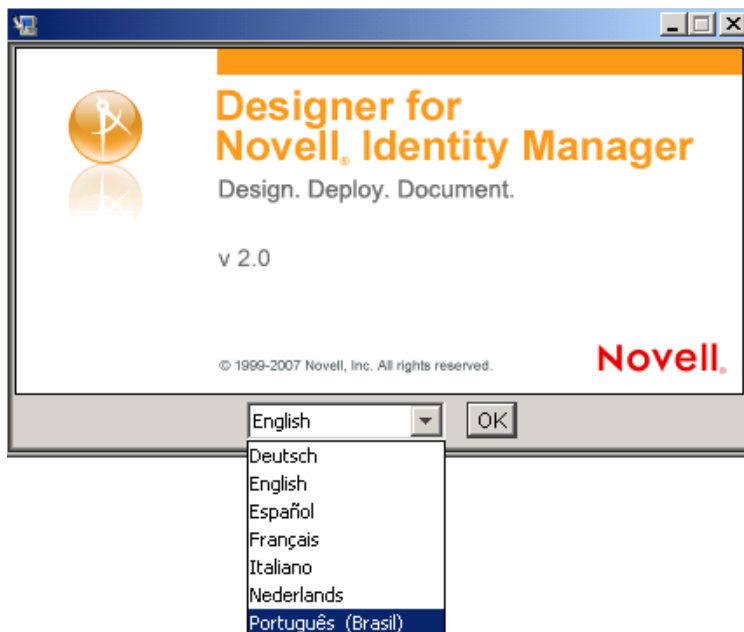 Designer for
Novell® Identity Manager
Design. Deploy. Document.
v 2.0
© 1999-2007 Novell, Inc. All rights reserved.
Novell®
English
OK
Deutsch
English
Español
Français
Italiano
Nederlands
Português (Brasil)